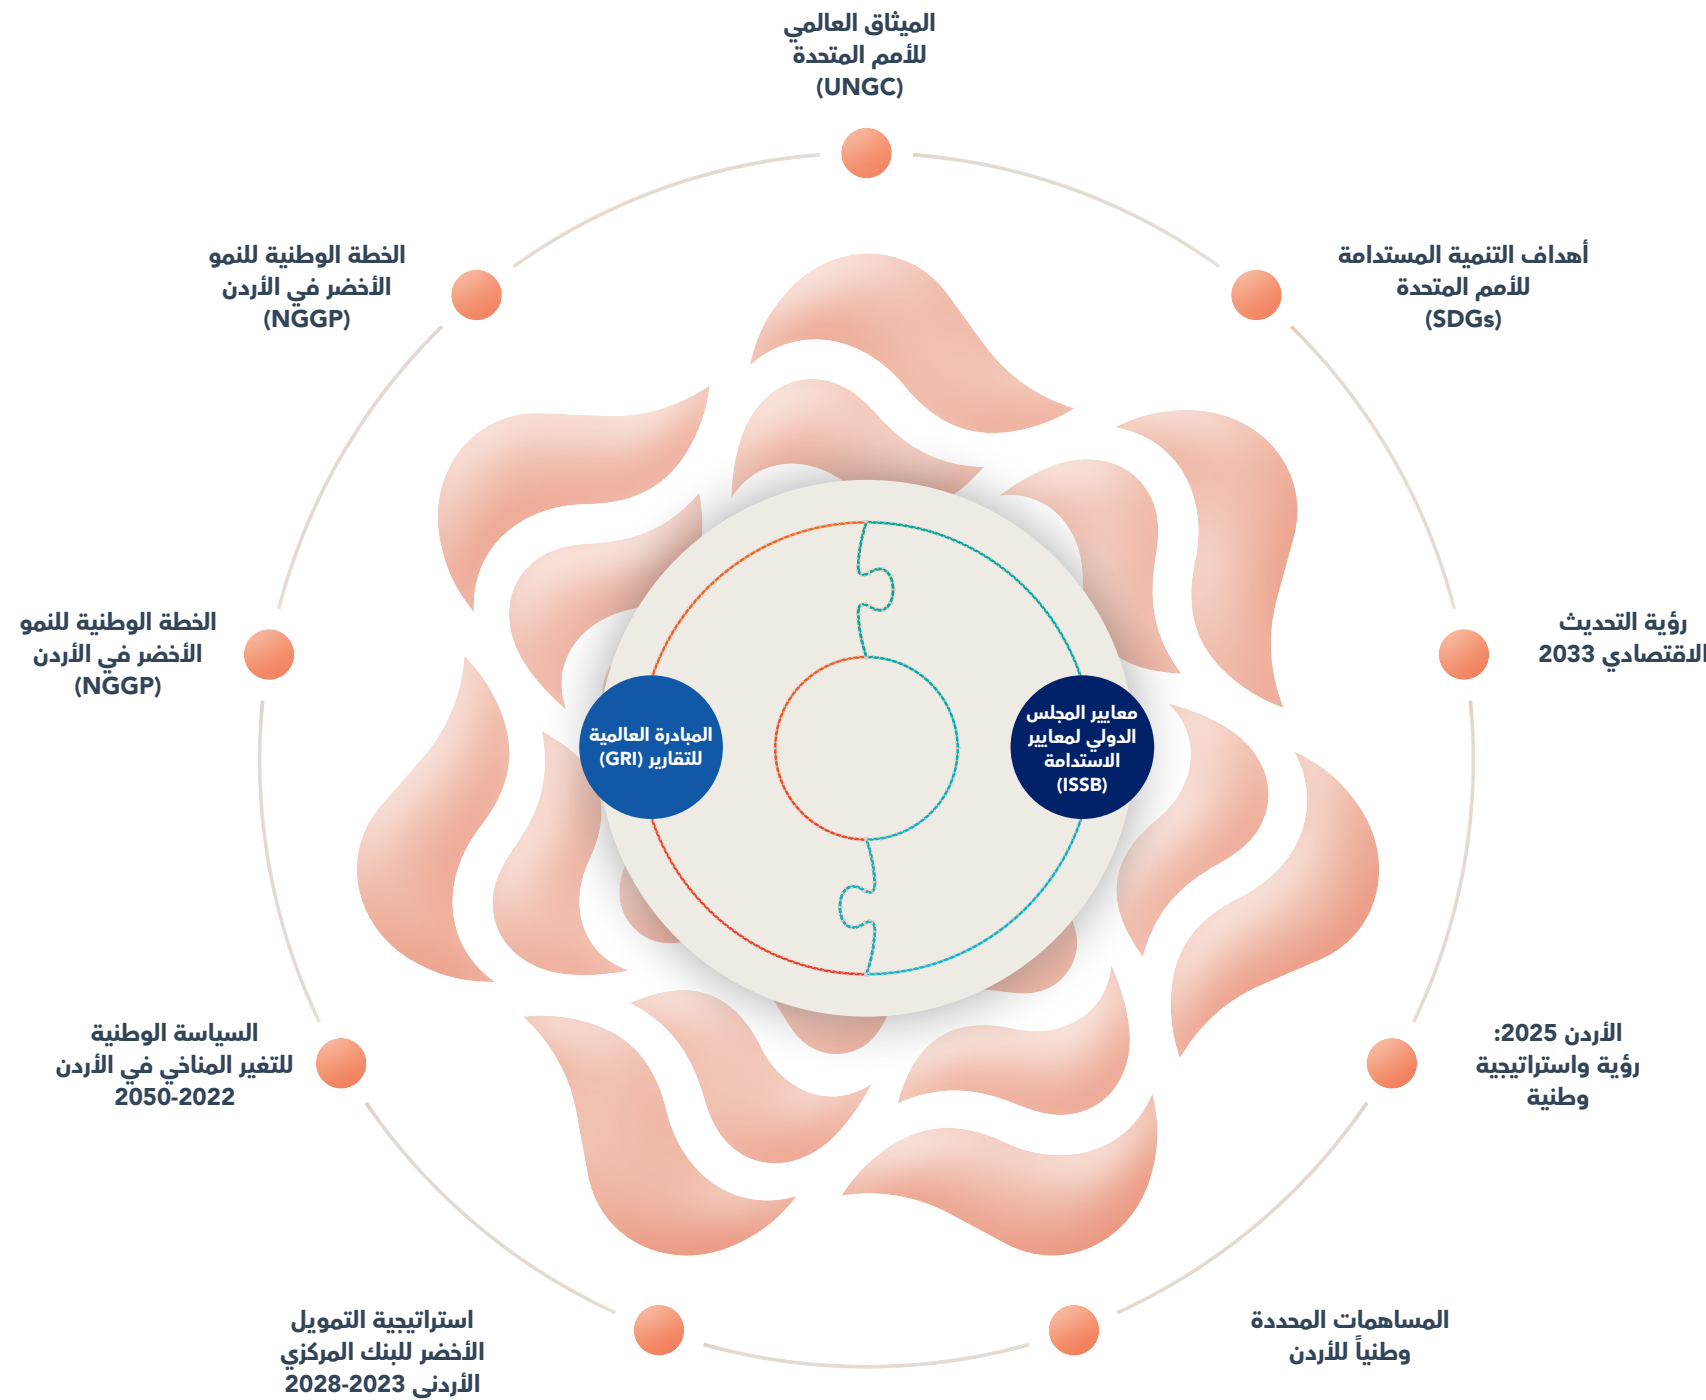 الميثاق العالمي
للأمم المتحدة
(UNGC)
أهداف التنمية المستدامة
للأمم المتحدة
(SDGs)
رؤية التحديث
الاقتصادي 2033
الأردن 2025:
رؤية واستراتيجية
وطنية
المساهمات المحددة
وطنياً للأردن
استراتيجية التمويل
الأخضر للبنك المركزي
الأردني 2023-2028
السياسة الوطنية
للتغير المناخي في الأردن
2022-2050
الخطة الوطنية للنمو
الأخضر في الأردن
(NGGP)
الخطة الوطنية للنمو
الأخضر في الأردن
(NGGP)
معايير المجلس
الدولي لمعايير
الاستدامة
(ISSB)
المبادرة العالمية
للتقارير (GRI)